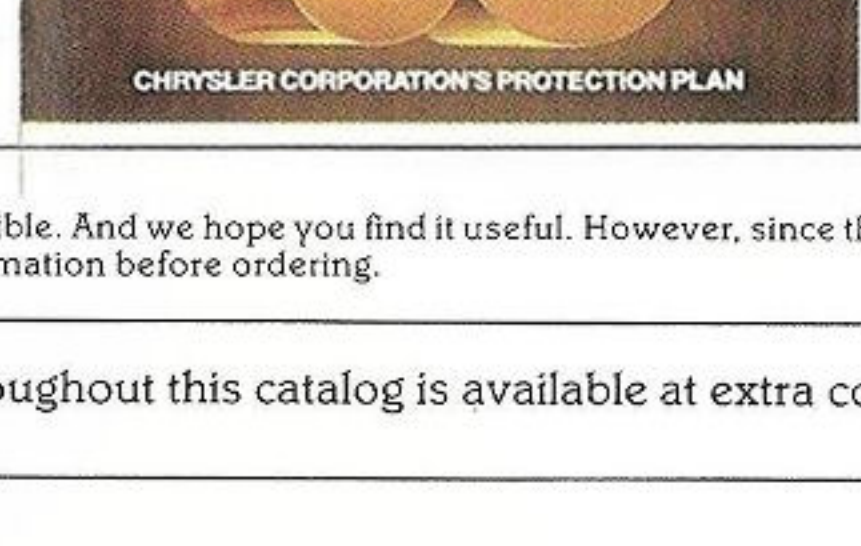 CHRYSLER CORPORATION'S PROTECTION PLAN
ible. And we hope you find it useful. However, since th
mation before ordering.
oughout this catalog is available at extra co